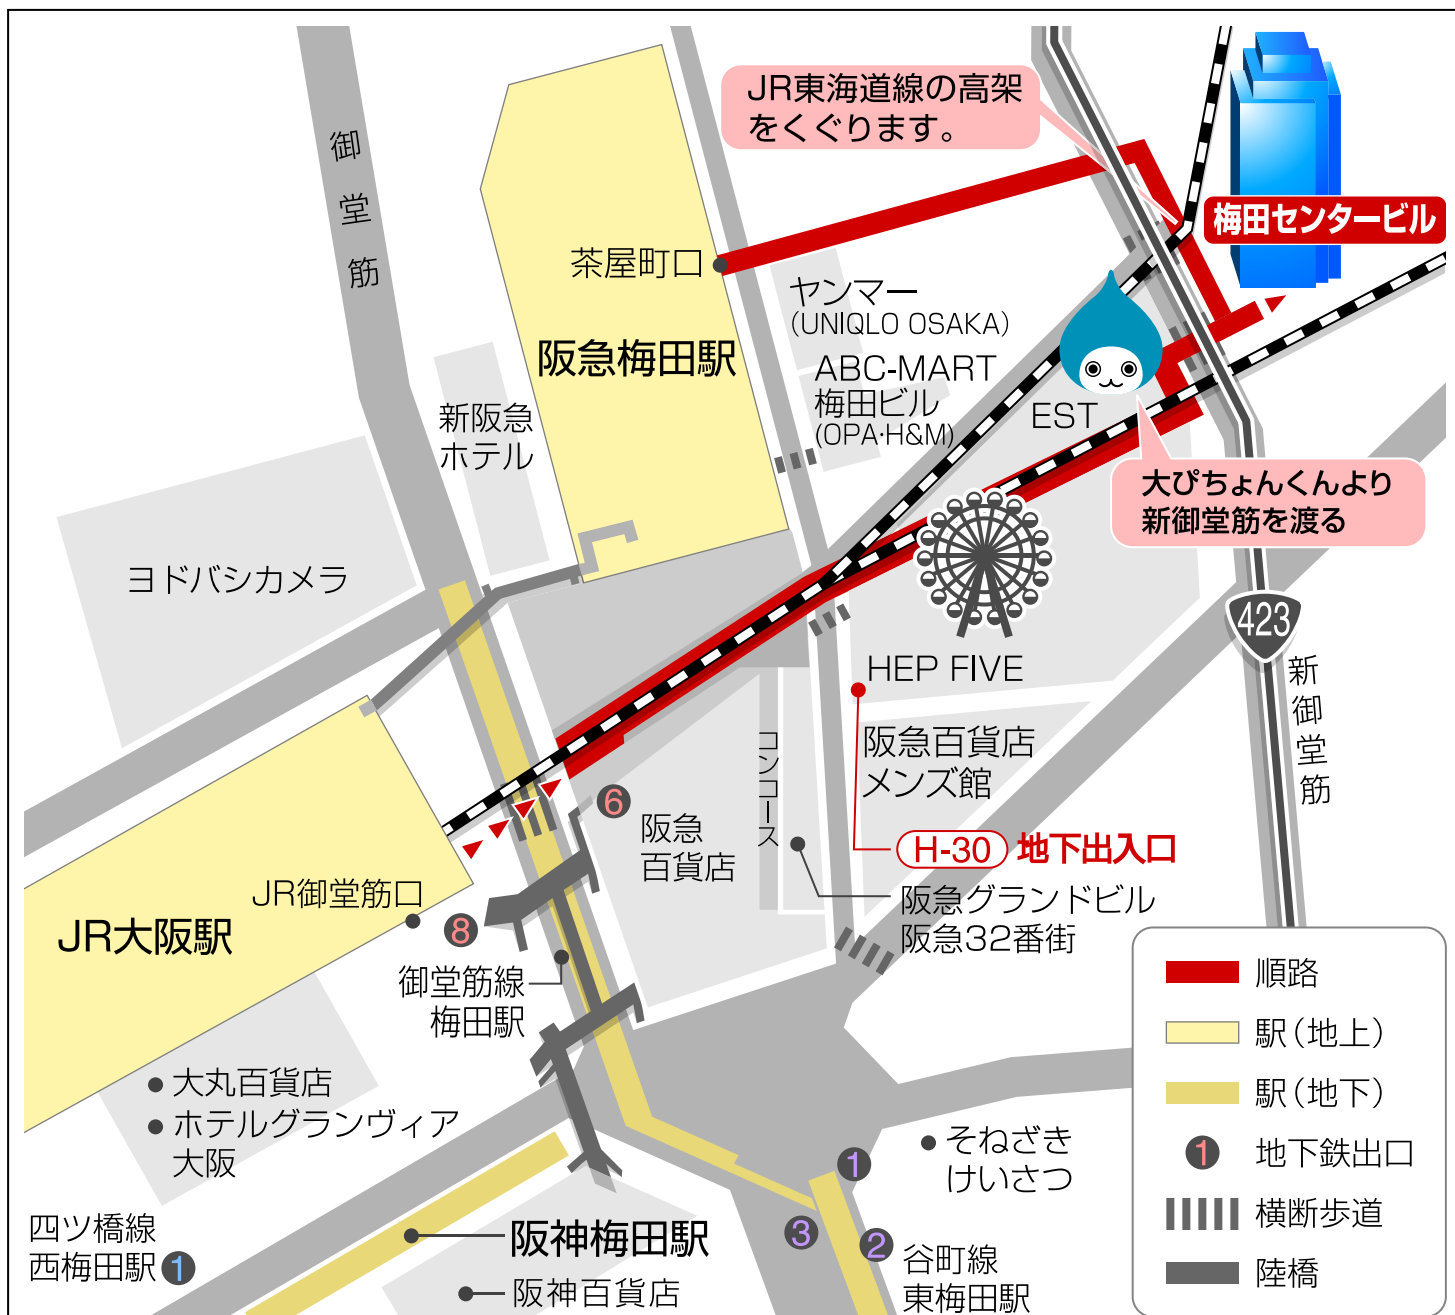 JR東海道線の高架
をくぐります。
梅田センタービル
御堂筋
茶屋町口
ヤンマー
(UNIQLO OSAKA)
阪急梅田駅
ABC-MART
梅田ビル
(OPA・H&M)
EST
新阪急
ホテル
大ぴちょんくんより
新御堂筋を渡る
ヨドバシカメラ
423
HEP FIVE
新御堂筋
阪急百貨店
メンズ館
コンコース
6
阪急
百貨店
H-30 地下出入口
JR御堂筋口
阪急グランドビル
阪急32番街
JR大阪駅
8
御堂筋線
梅田駅
順路
駅(地上)
駅(地下)
1 地下鉄出口
横断歩道
陸橋
大丸百貨店
ホテルグランヴィア
大阪
そねざき
けいさつ
1
3
2
谷町線
東梅田駅
四ツ橋線
西梅田駅 1
阪神梅田駅
阪神百貨店